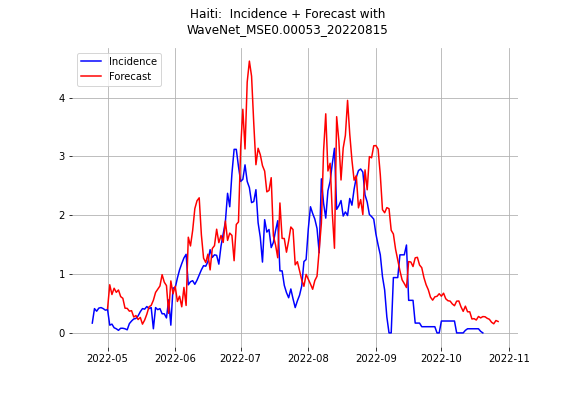 Haiti:  Incidence + Forecast with
WaveNet_MSE0.00053_20220815
Incidence
Forecast
4
3
2
1
0
2022-05 2022-06 2022-07 2022-08 2022-09 2022-10 2022-11